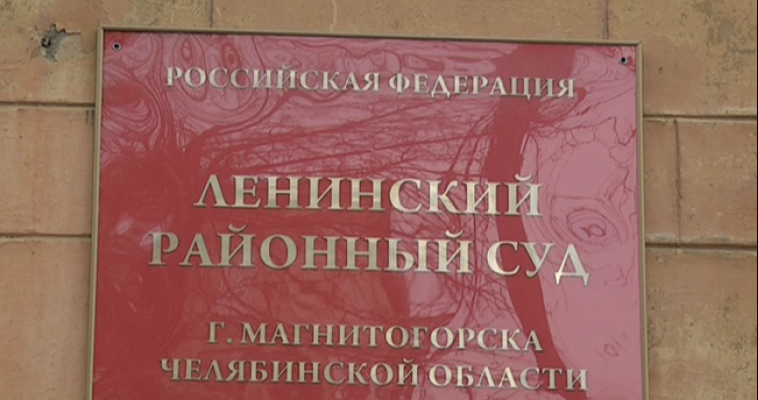 РОССИЙСКАЯ ФЕДЕРАЦИЯ
ЛЕНИНСКИЙ
РАЙОННЫЙ СУД
Г. МАГНИТОГОРСКА
ЧЕЛЯБИНСКОЙ ОБЛАСТИ